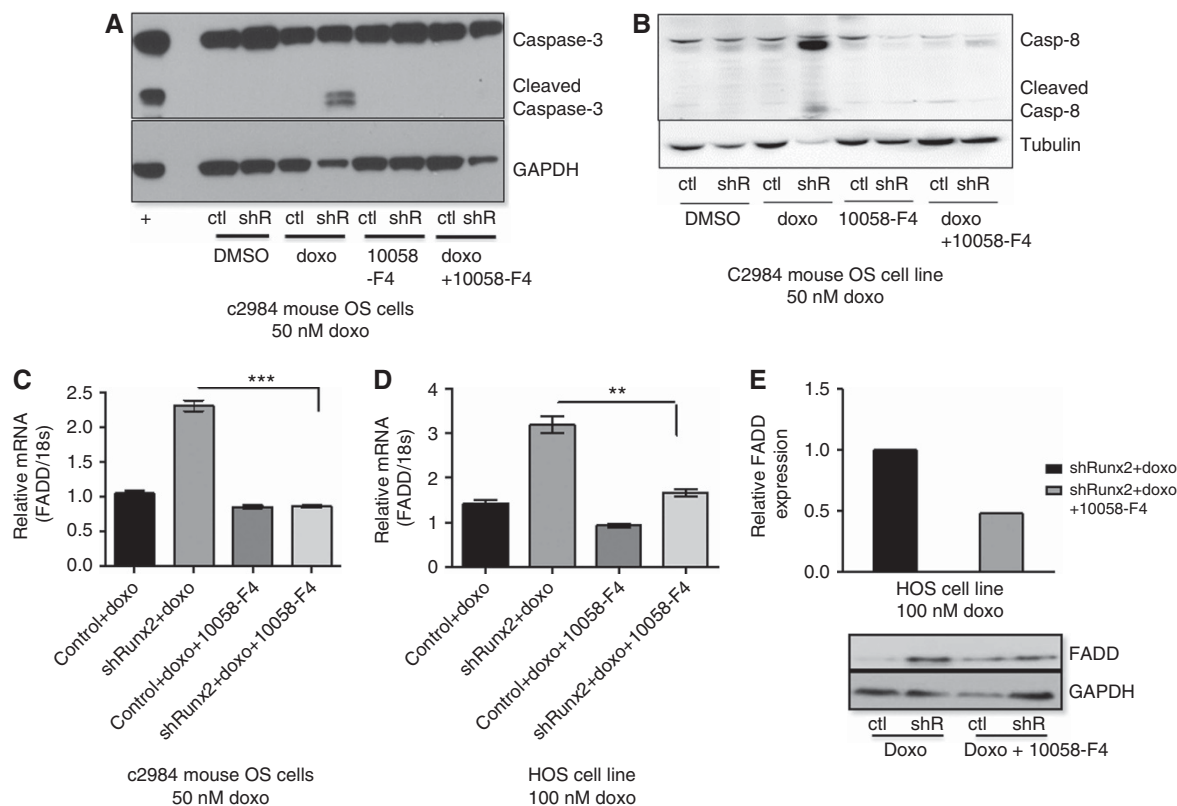 A
Caspase-3
Cleaved
Caspase-3
GAPDH
+ ctl shR ctl shR ctl shR ctl shR
DMSO doxo 10058
-F4 doxo
+10058-F4
c2984 mouse OS cells
50 nM doxo
B
Casp-8
Cleaved
Casp-8
Tubulin
ctl shR ctl shR ctl shR ctl shR
DMSO doxo 10058-F4 doxo
+10058-F4
C2984 mouse OS cell line
50 nM doxo
C
***
Relative mRNA
(FADD/18s)
2.5
2.0
1.5
1.0
0.5
0.0
Control+doxo
shRunx2+doxo
Control+doxo+10058-F4
shRunx2+doxo+10058-F4
c2984 mouse OS cells
50 nM doxo
D
**
Relative mRNA
(FADD/18s)
4
3
2
1
0
Control+doxo
shRunx2+doxo
Control+doxo+10058-F4
shRunx2+doxo+10058-F4
HOS cell line
100 nM doxo
E
Relative FADD
expression
1.5
1.0
0.5
0.0
shRunx2+doxo
shRunx2+doxo
+10058-F4
HOS cell line
100 nM doxo
FADD
GAPDH
ctl shR ctl shR
Doxo Doxo + 10058-F4